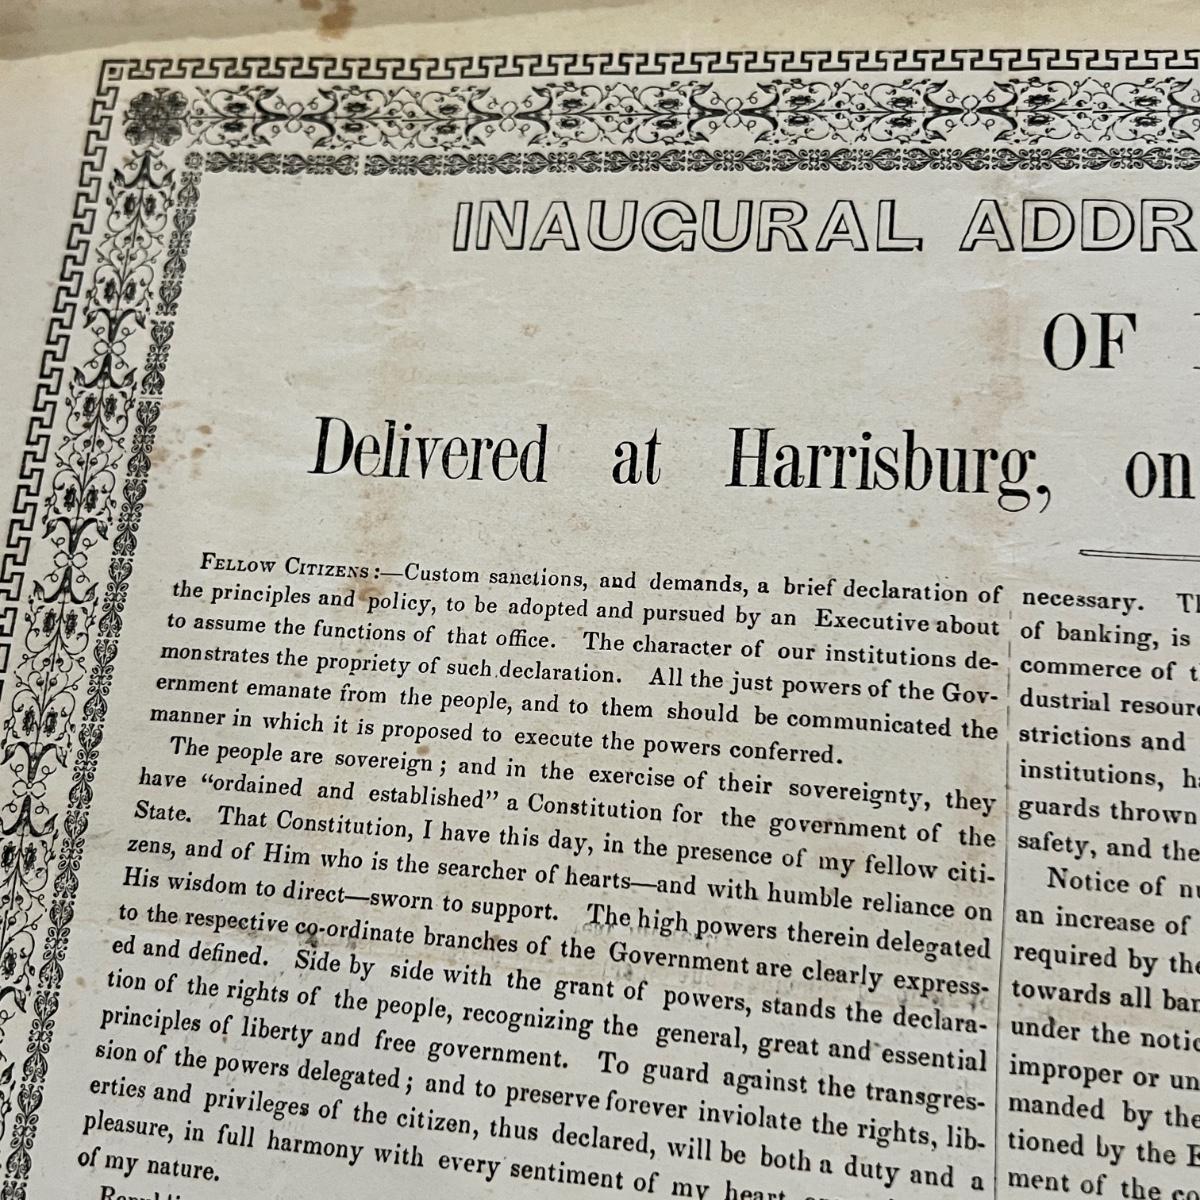 INAUGURAL ADDR
OF
Delivered at Harrisburg, on
FELLOW CITIZENS:—Custom sanctions, and demands, a brief declaration of
the principles and policy, to be adopted and pursued by an Executive about
to assume the functions of that office. The character of our institutions de-
monstrates the propriety of such declaration. All the just powers of the Gov-
ernment emanate from the people, and to them should be communicated the
manner in which it is proposed to execute the powers conferred.
The people are sovereign; and in the exercise of their sovereignty, they
have "ordained and established" a Constitution for the government of the
State. That Constitution, I have this day, in the presence of my fellow citi-
zens, and of Him who is the searcher of hearts—and with humble reliance on
His wisdom to direct—sworn to support. The high powers therein delegated
to the respective co-ordinate branches of the Government are clearly express-
ed and defined. Side by side with the grant of powers, stands the declara-
tion of the rights of the people, recognizing the general, great and essential
principles of liberty and free government. To guard against the transgres-
sion of the powers delegated; and to preserve forever inviolate the rights, lib-
erties and privileges of the citizen, thus declared, will be both a duty and a
pleasure, in full harmony with every sentiment of my heart
of my nature.
necessary. Th
of banking, is
commerce of t
dustrial resour
strictions and
institutions, ha
guards thrown
safety, and the
Notice of nu
an increase of
required by the
towards all ban
under the notic
improper or un
manded by the
tioned by the E
ment of the co